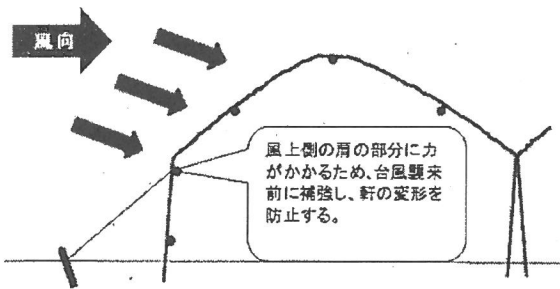 風向
風上側の肩の部分に力
がかかるため、台風襲来
前に補強し、軒の変形を
防止する。